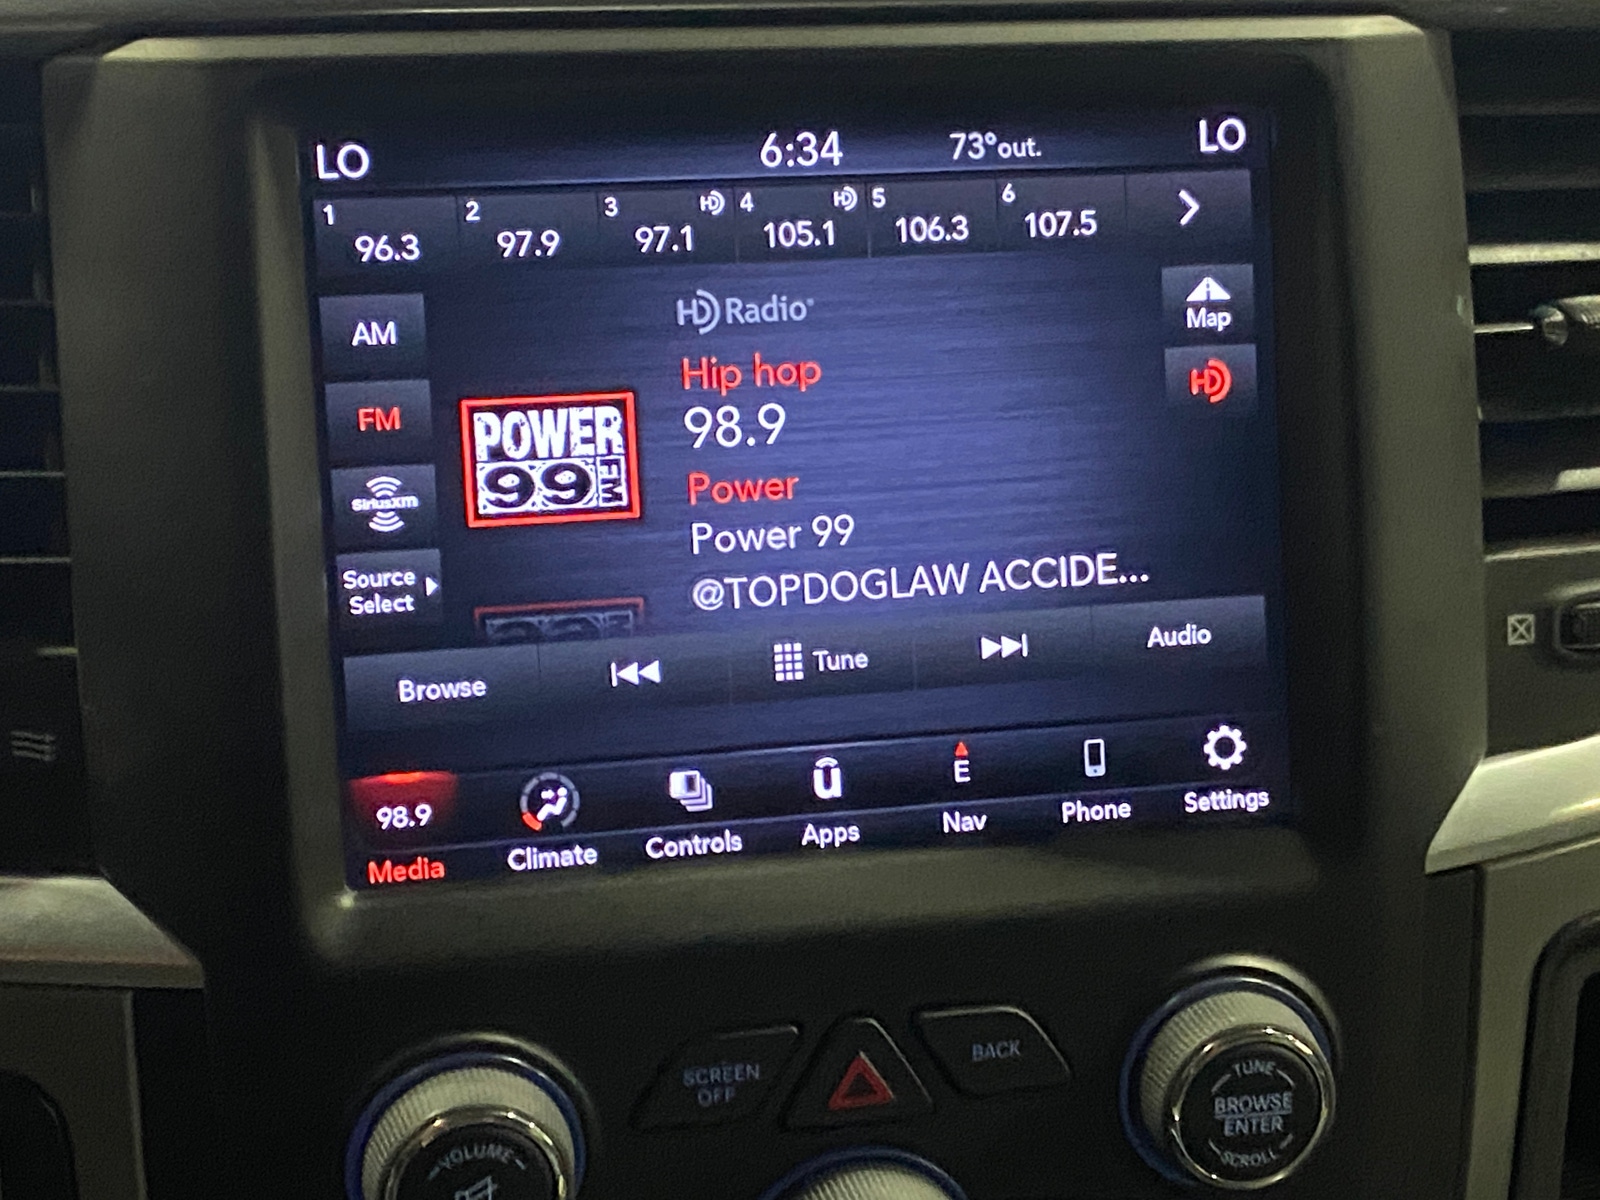 LO 6:34 73°out. LO
1 2 3 HD 4 HD 5 6
96.3 97.9 97.1 105.1 106.3 107.5
HD Radio
Map
AM
Hip hop
HD
98.9
FM
POWER
99 FM
Power
SiriusXm
Power 99
Source
Select
@TOPDOGLAW ACCIDE...
Browse
Tune
Audio
98.9
E
Media
Climate
Controls
Apps
Nav
Phone
Settings
SCREEN
OFF
BACK
VOLUME
TUNE
BROWSE
ENTER
SCROLL